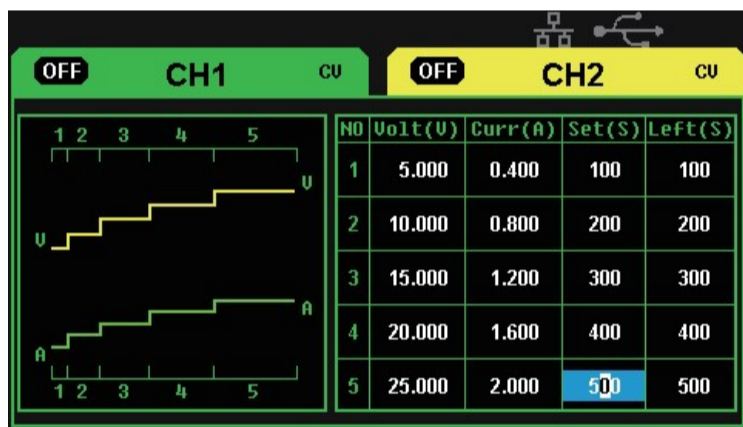 OFF CH1 CV OFF CH2 CV
1 2 3 4 5
V
V
A
A
1 2 3 4 5
NO Volt(V) Curr(A) Set(S) Left(S)
1 5.000 0.400 100 100
2 10.000 0.800 200 200
3 15.000 1.200 300 300
4 20.000 1.600 400 400
5 25.000 2.000 500 500